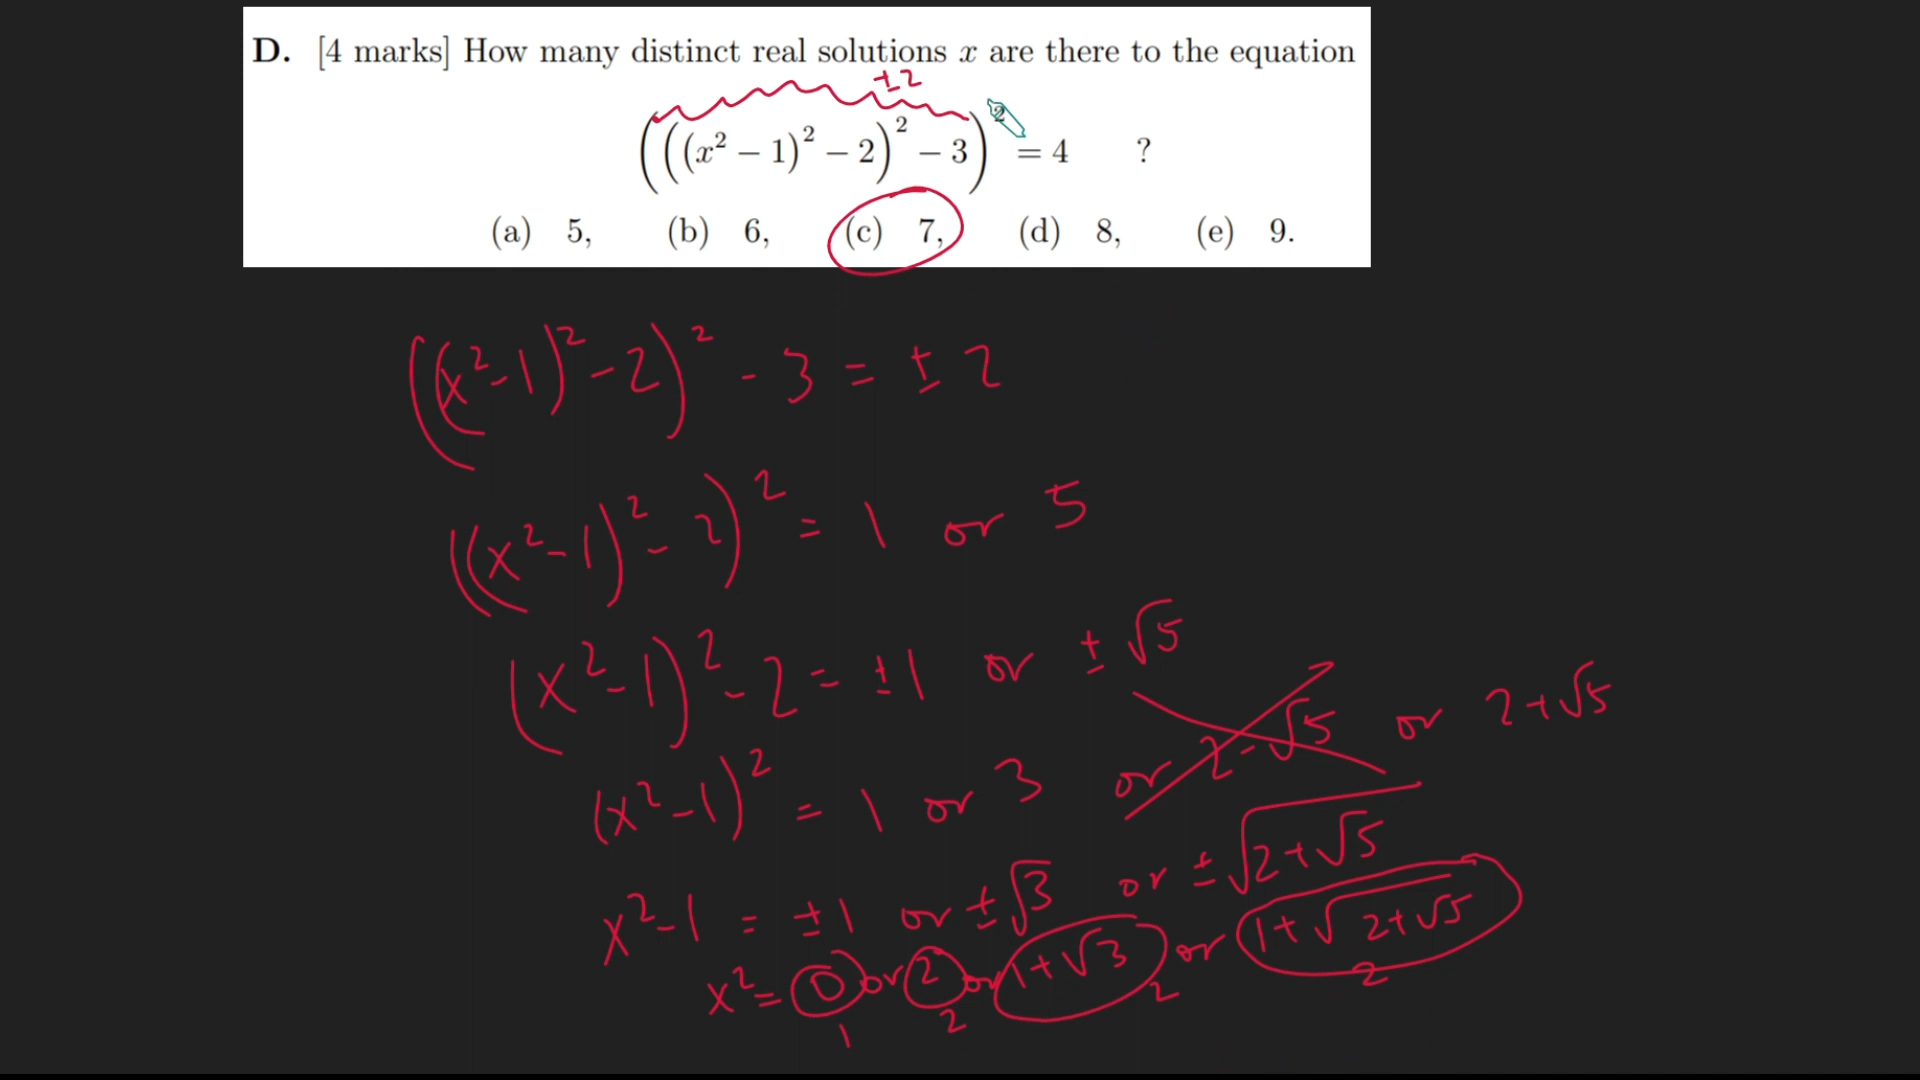 D. [4 marks] How many distinct real solutions x are there to the equation
±2
(((x² – 1)² – 2)² – 3)² = 4 ?
(a) 5, (b) 6, (c) 7, (d) 8, (e) 9.
((x²-1)²-2)² - 3 = ± 2
((x²-1)²- 2)² = 1 or 5
(x²-1)²-2 = ±1 or ±√5
(x²-1)² = 1 or 3 or 2-√5 or 2+√5
x²-1 = ±1 or ±√3 or ±√(2+√5)
x² = 0 or 2 or 1+√3 or 1+√(2+√5)
1 2 2 2